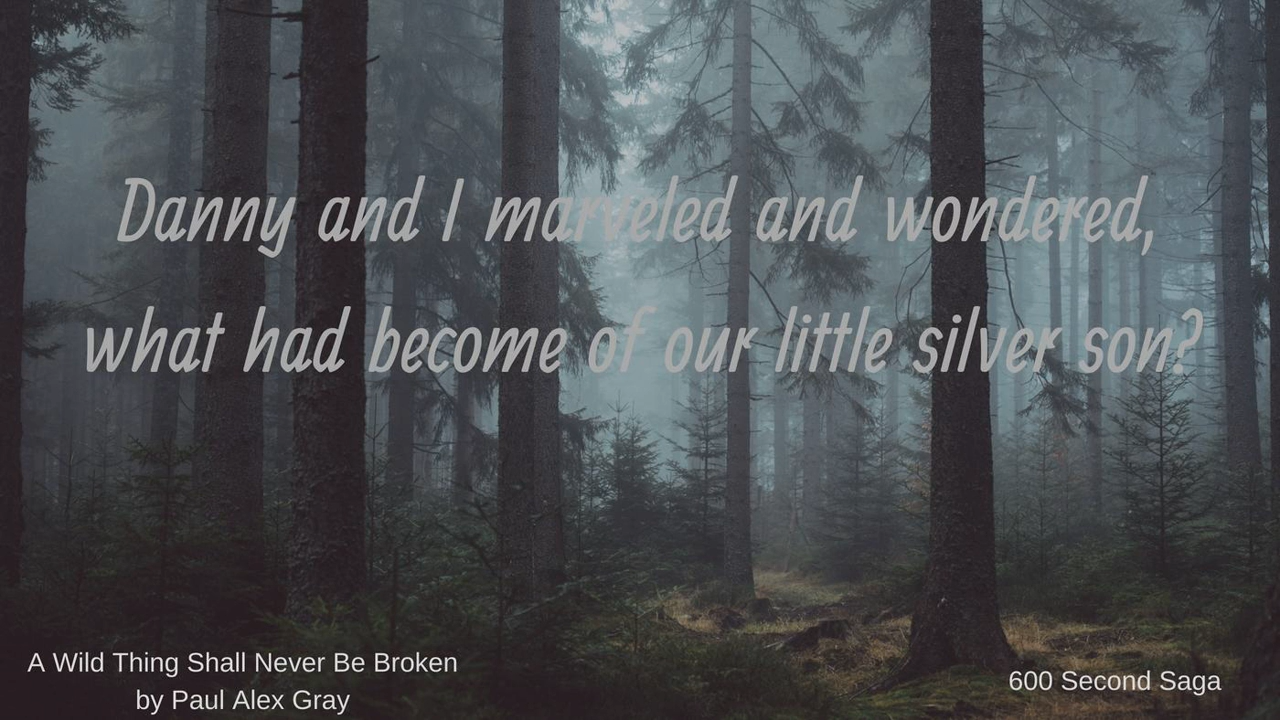 Danny and I marveled and wondered,
what had become of our little silver son?
A Wild Thing Shall Never Be Broken
by Paul Alex Gray
600 Second Saga